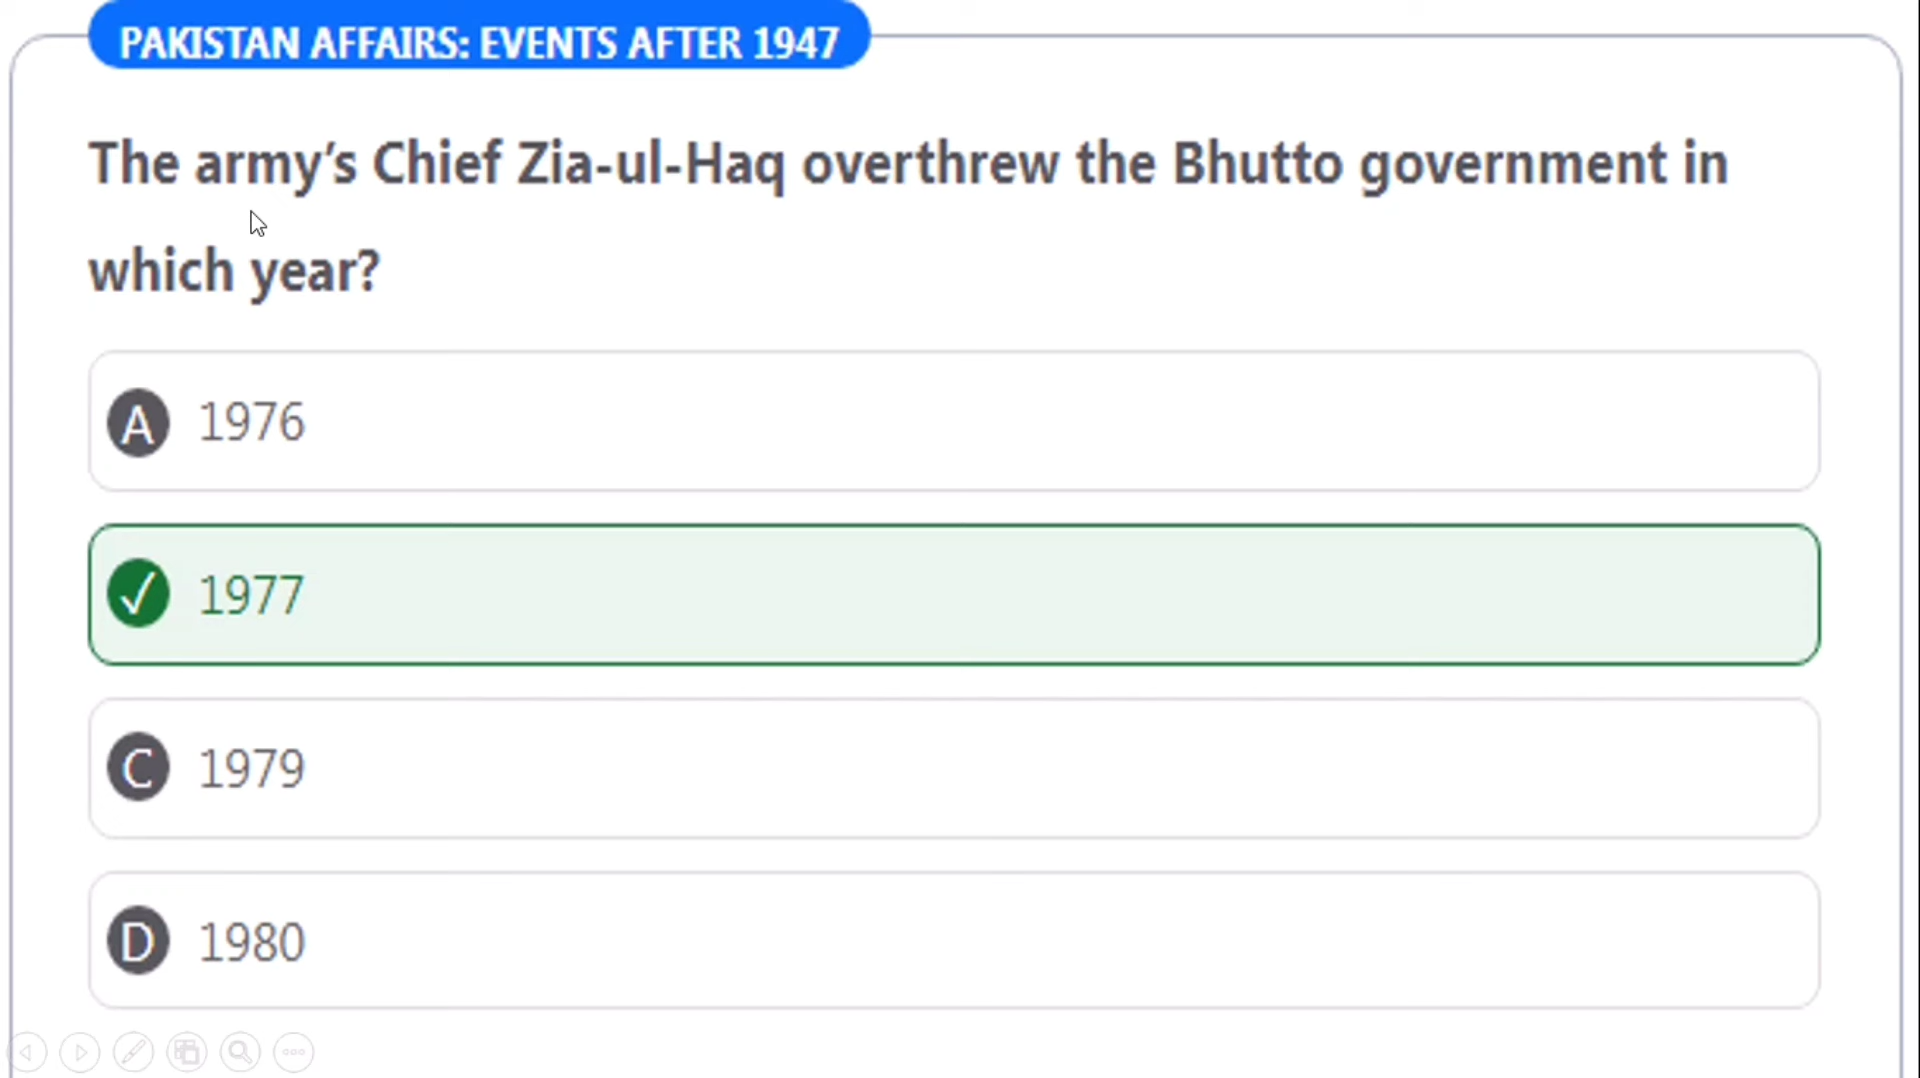 PAKISTAN AFFAIRS: EVENTS AFTER 1947
The army’s Chief Zia-ul-Haq overthrew the Bhutto government in
which year?
A 1976
✓ 1977
C 1979
D 1980